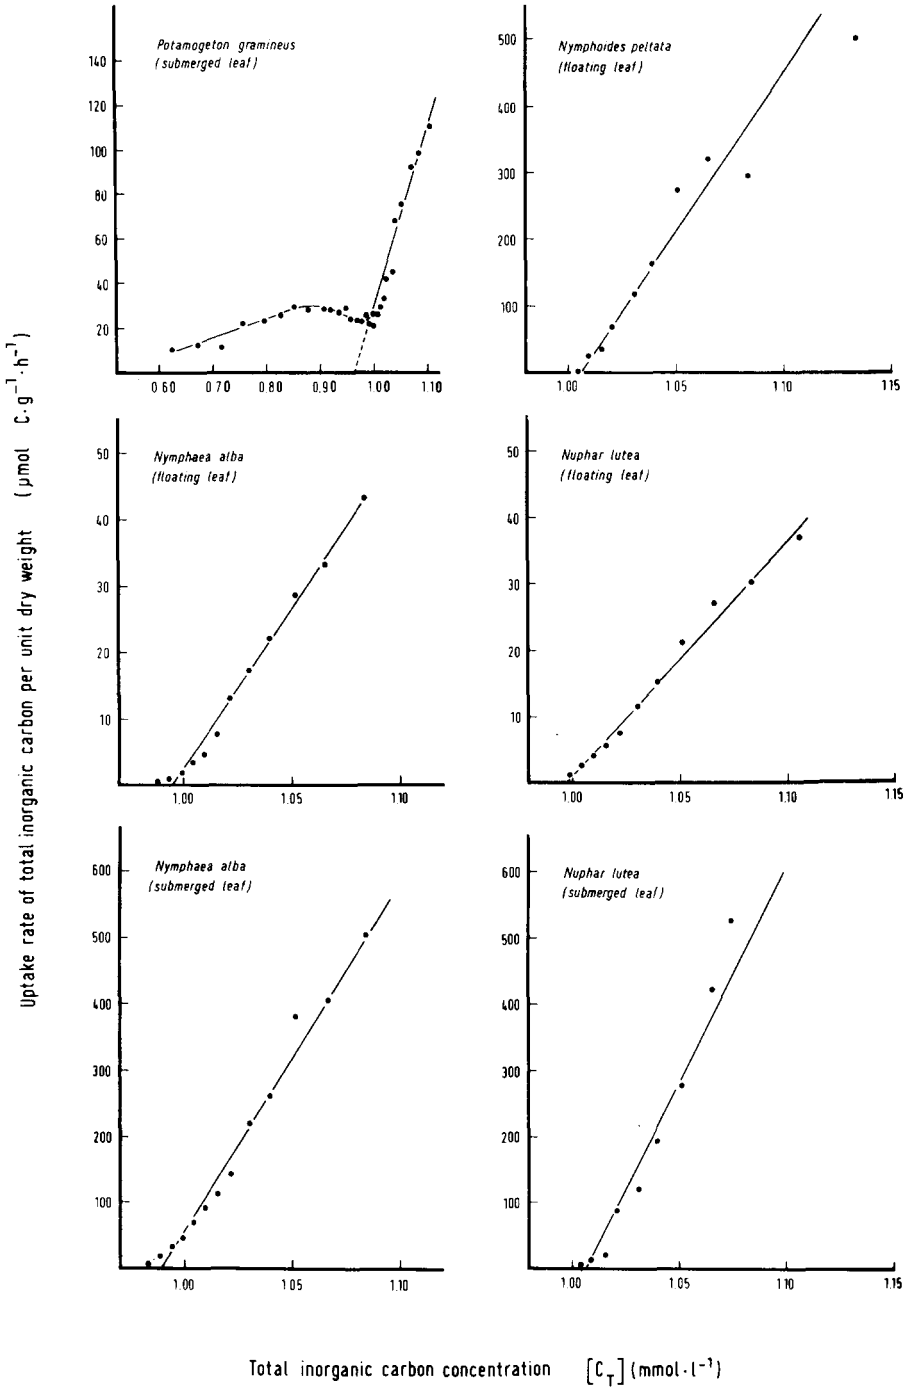 Potamogeton gramineus
(submerged leaf)
140
120
100
80
60
40
20
0.60 0.70 0.80 0.90 1.00 1.10
Nymphoides peltata
(floating leaf)
500
400
300
200
100
1.00 1.05 1.10 1.15
Nymphaea alba
(floating leaf)
50
40
30
20
10
1.00 1.05 1.10
Nuphar lutea
(floating leaf)
50
40
30
20
10
1.00 1.05 1.10 1.15
Nymphaea alba
(submerged leaf)
600
500
400
300
200
100
1.00 1.05 1.10
Nuphar lutea
(submerged leaf)
600
500
400
300
200
100
1.00 1.05 1.10 1.15
Uptake rate of total inorganic carbon per unit dry weight (μmol C·g⁻¹·h⁻¹)
Total inorganic carbon concentration [C_T] (mmol·l⁻¹)